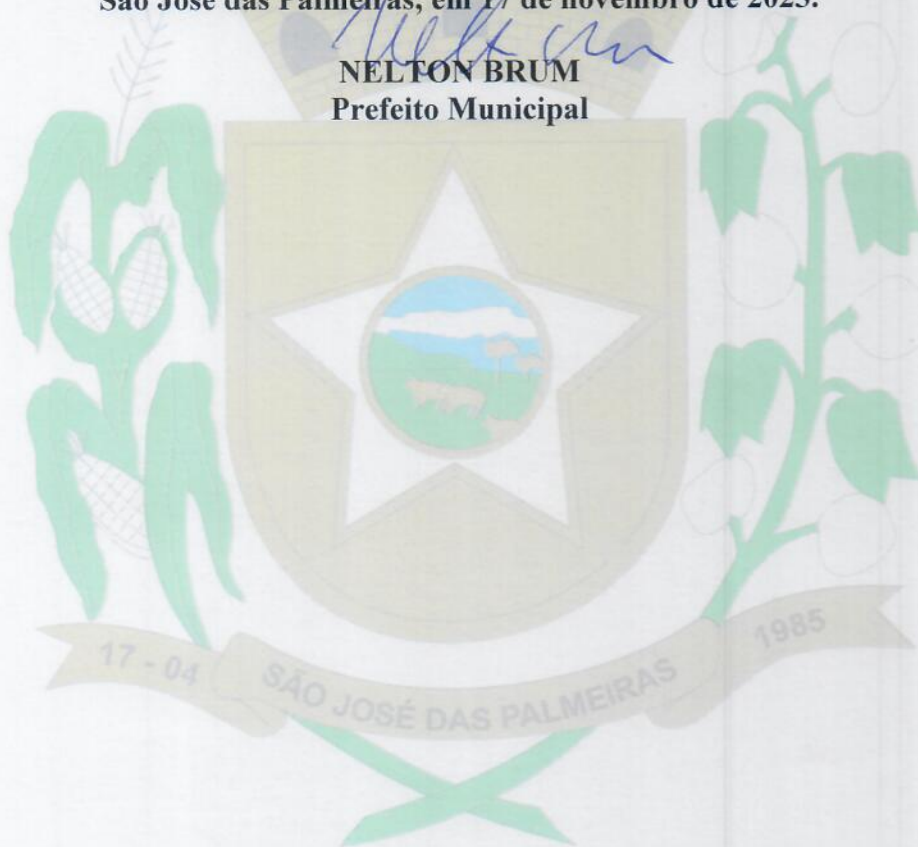 São José das Palmeiras, em 17 de novembro de 2023.
NELTON BRUM
Prefeito Municipal
17 - 04
SÃO JOSÉ DAS PALMEIRAS
1985